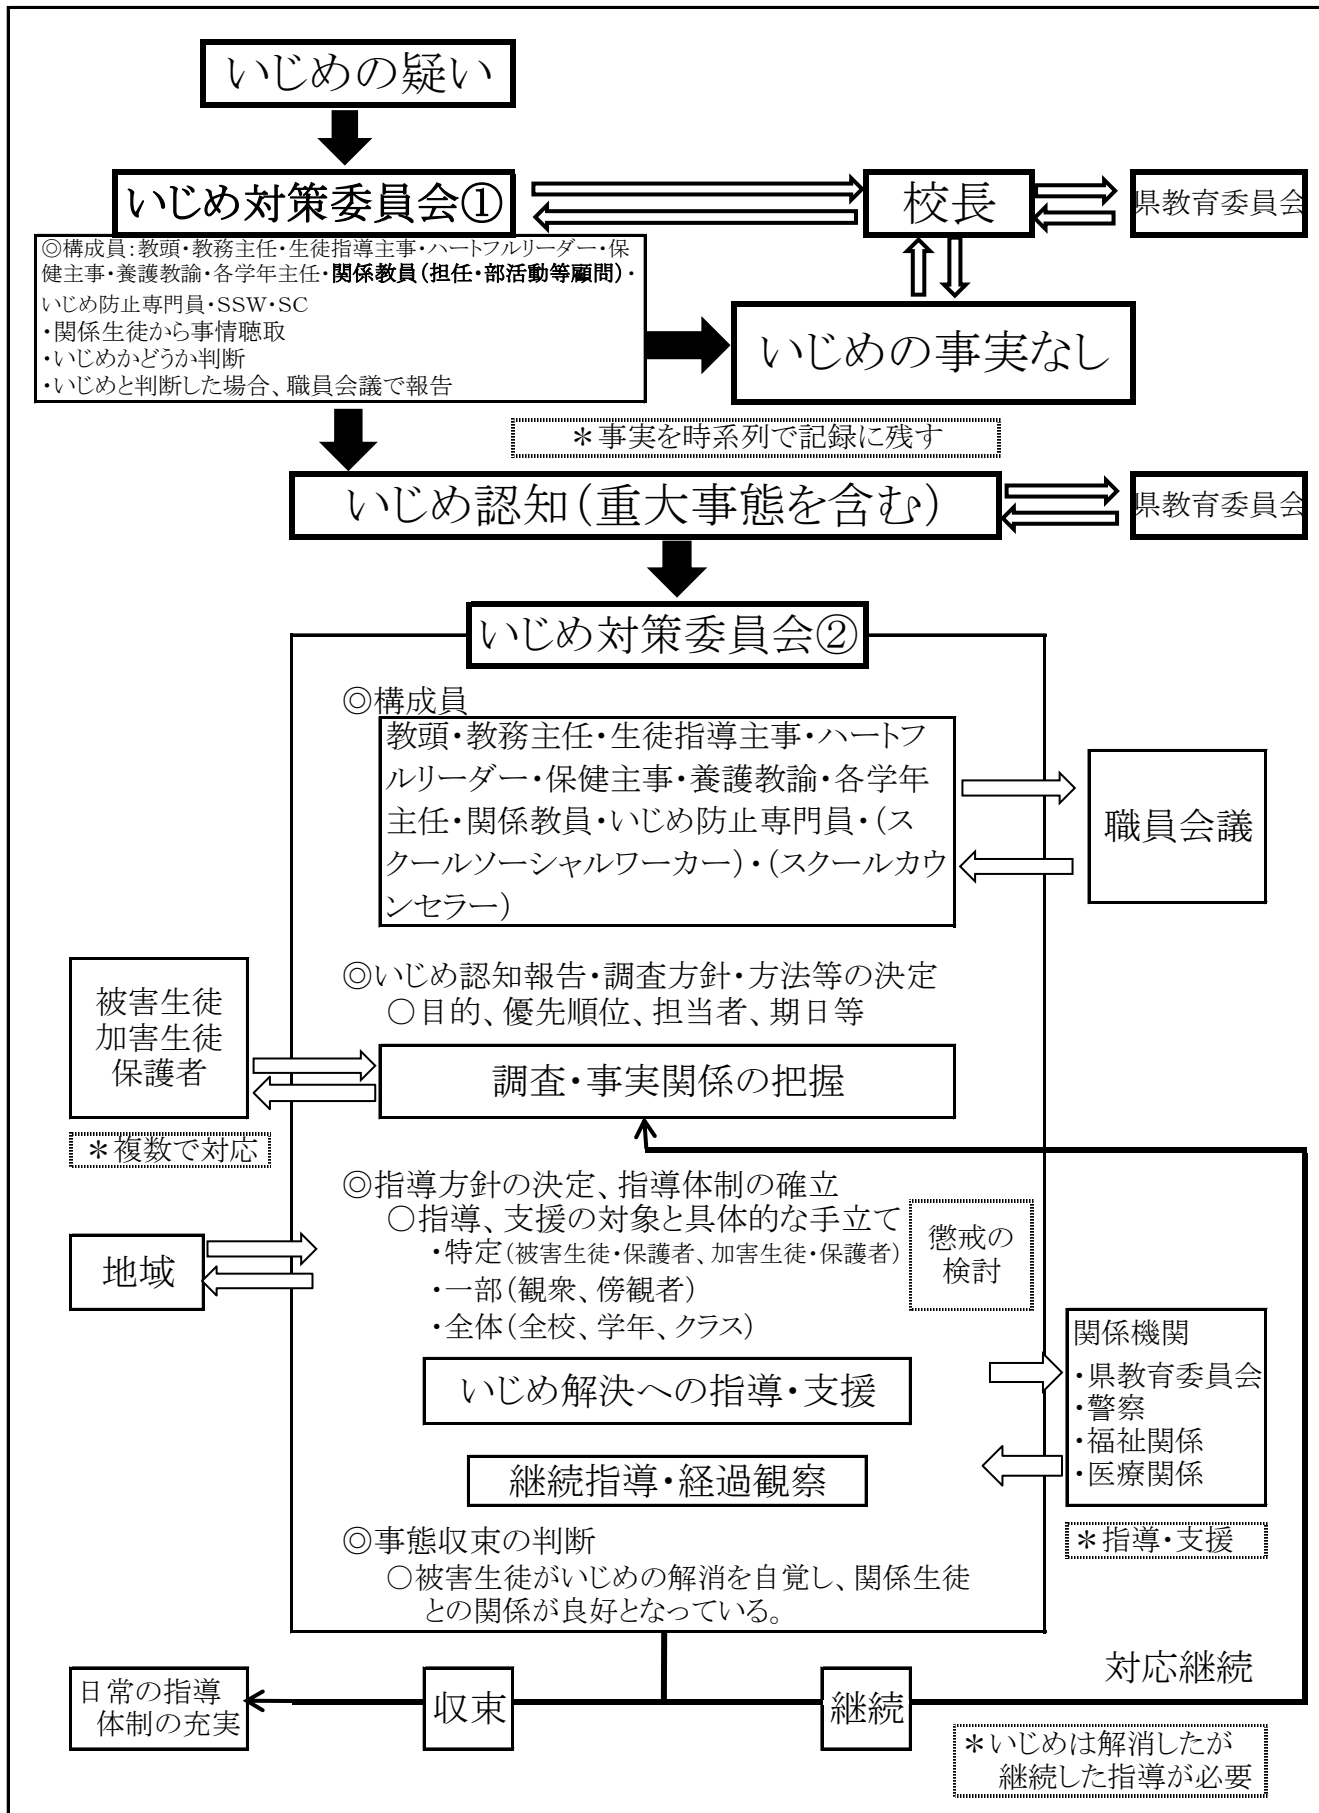 いじめの疑い
いじめ対策委員会①
校長
県教育委員会
◎構成員:教頭・教務主任・生徒指導主事・ハートフルリーダー・保
健主事・養護教諭・各学年主任・関係教員(担任・部活動等顧問)・
いじめ防止専門員・SSW・SC
・関係生徒から事情聴取
・いじめかどうか判断
・いじめと判断した場合、職員会議で報告
いじめの事実なし
＊事実を時系列で記録に残す
いじめ認知(重大事態を含む)
県教育委員会
いじめ対策委員会②
◎構成員
教頭・教務主任・生徒指導主事・ハートフ
ルリーダー・保健主事・養護教諭・各学年
主任・関係教員・いじめ防止専門員・(ス
クールソーシャルワーカー)・(スクールカウ
ンセラー)
職員会議
◎いじめ認知報告・調査方針・方法等の決定
○目的、優先順位、担当者、期日等
被害生徒
加害生徒
保護者
調査・事実関係の把握
＊複数で対応
◎指導方針の決定、指導体制の確立
○指導、支援の対象と具体的な手立て
・特定(被害生徒・保護者、加害生徒・保護者)
・一部(観衆、傍観者)
・全体(全校、学年、クラス)
懲戒の
検討
地域
関係機関
・県教育委員会
・警察
・福祉関係
・医療関係
いじめ解決への指導・支援
継続指導・経過観察
＊指導・支援
◎事態収束の判断
○被害生徒がいじめの解消を自覚し、関係生徒
との関係が良好となっている。
対応継続
日常の指導
体制の充実
収束
継続
＊いじめは解消したが
継続した指導が必要